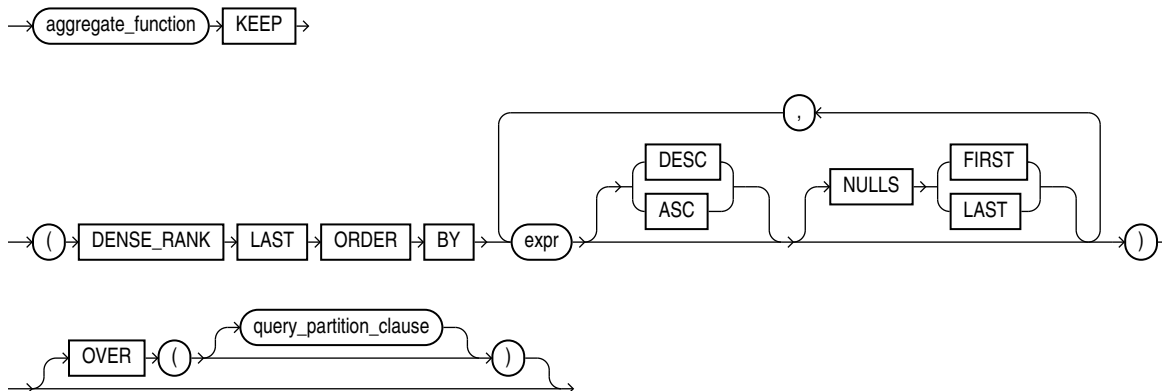 aggregate_function KEEP
,
DESC FIRST
NULLS
ASC LAST
( DENSE_RANK LAST ORDER BY expr )
query_partition_clause
OVER ( )